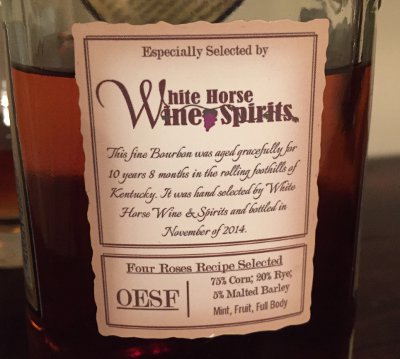 Especially Selected by
White Horse
Wine & Spirits
This fine Bourbon was aged gracefully for
10 years 8 months in the rolling foothills of
Kentucky. It was hand selected by White
Horse Wine & Spirits and bottled in
November of 2014.
Four Roses Recipe Selected
OESF
75% Corn; 20% Rye;
5% Malted Barley
Mint, Fruit, Full Body